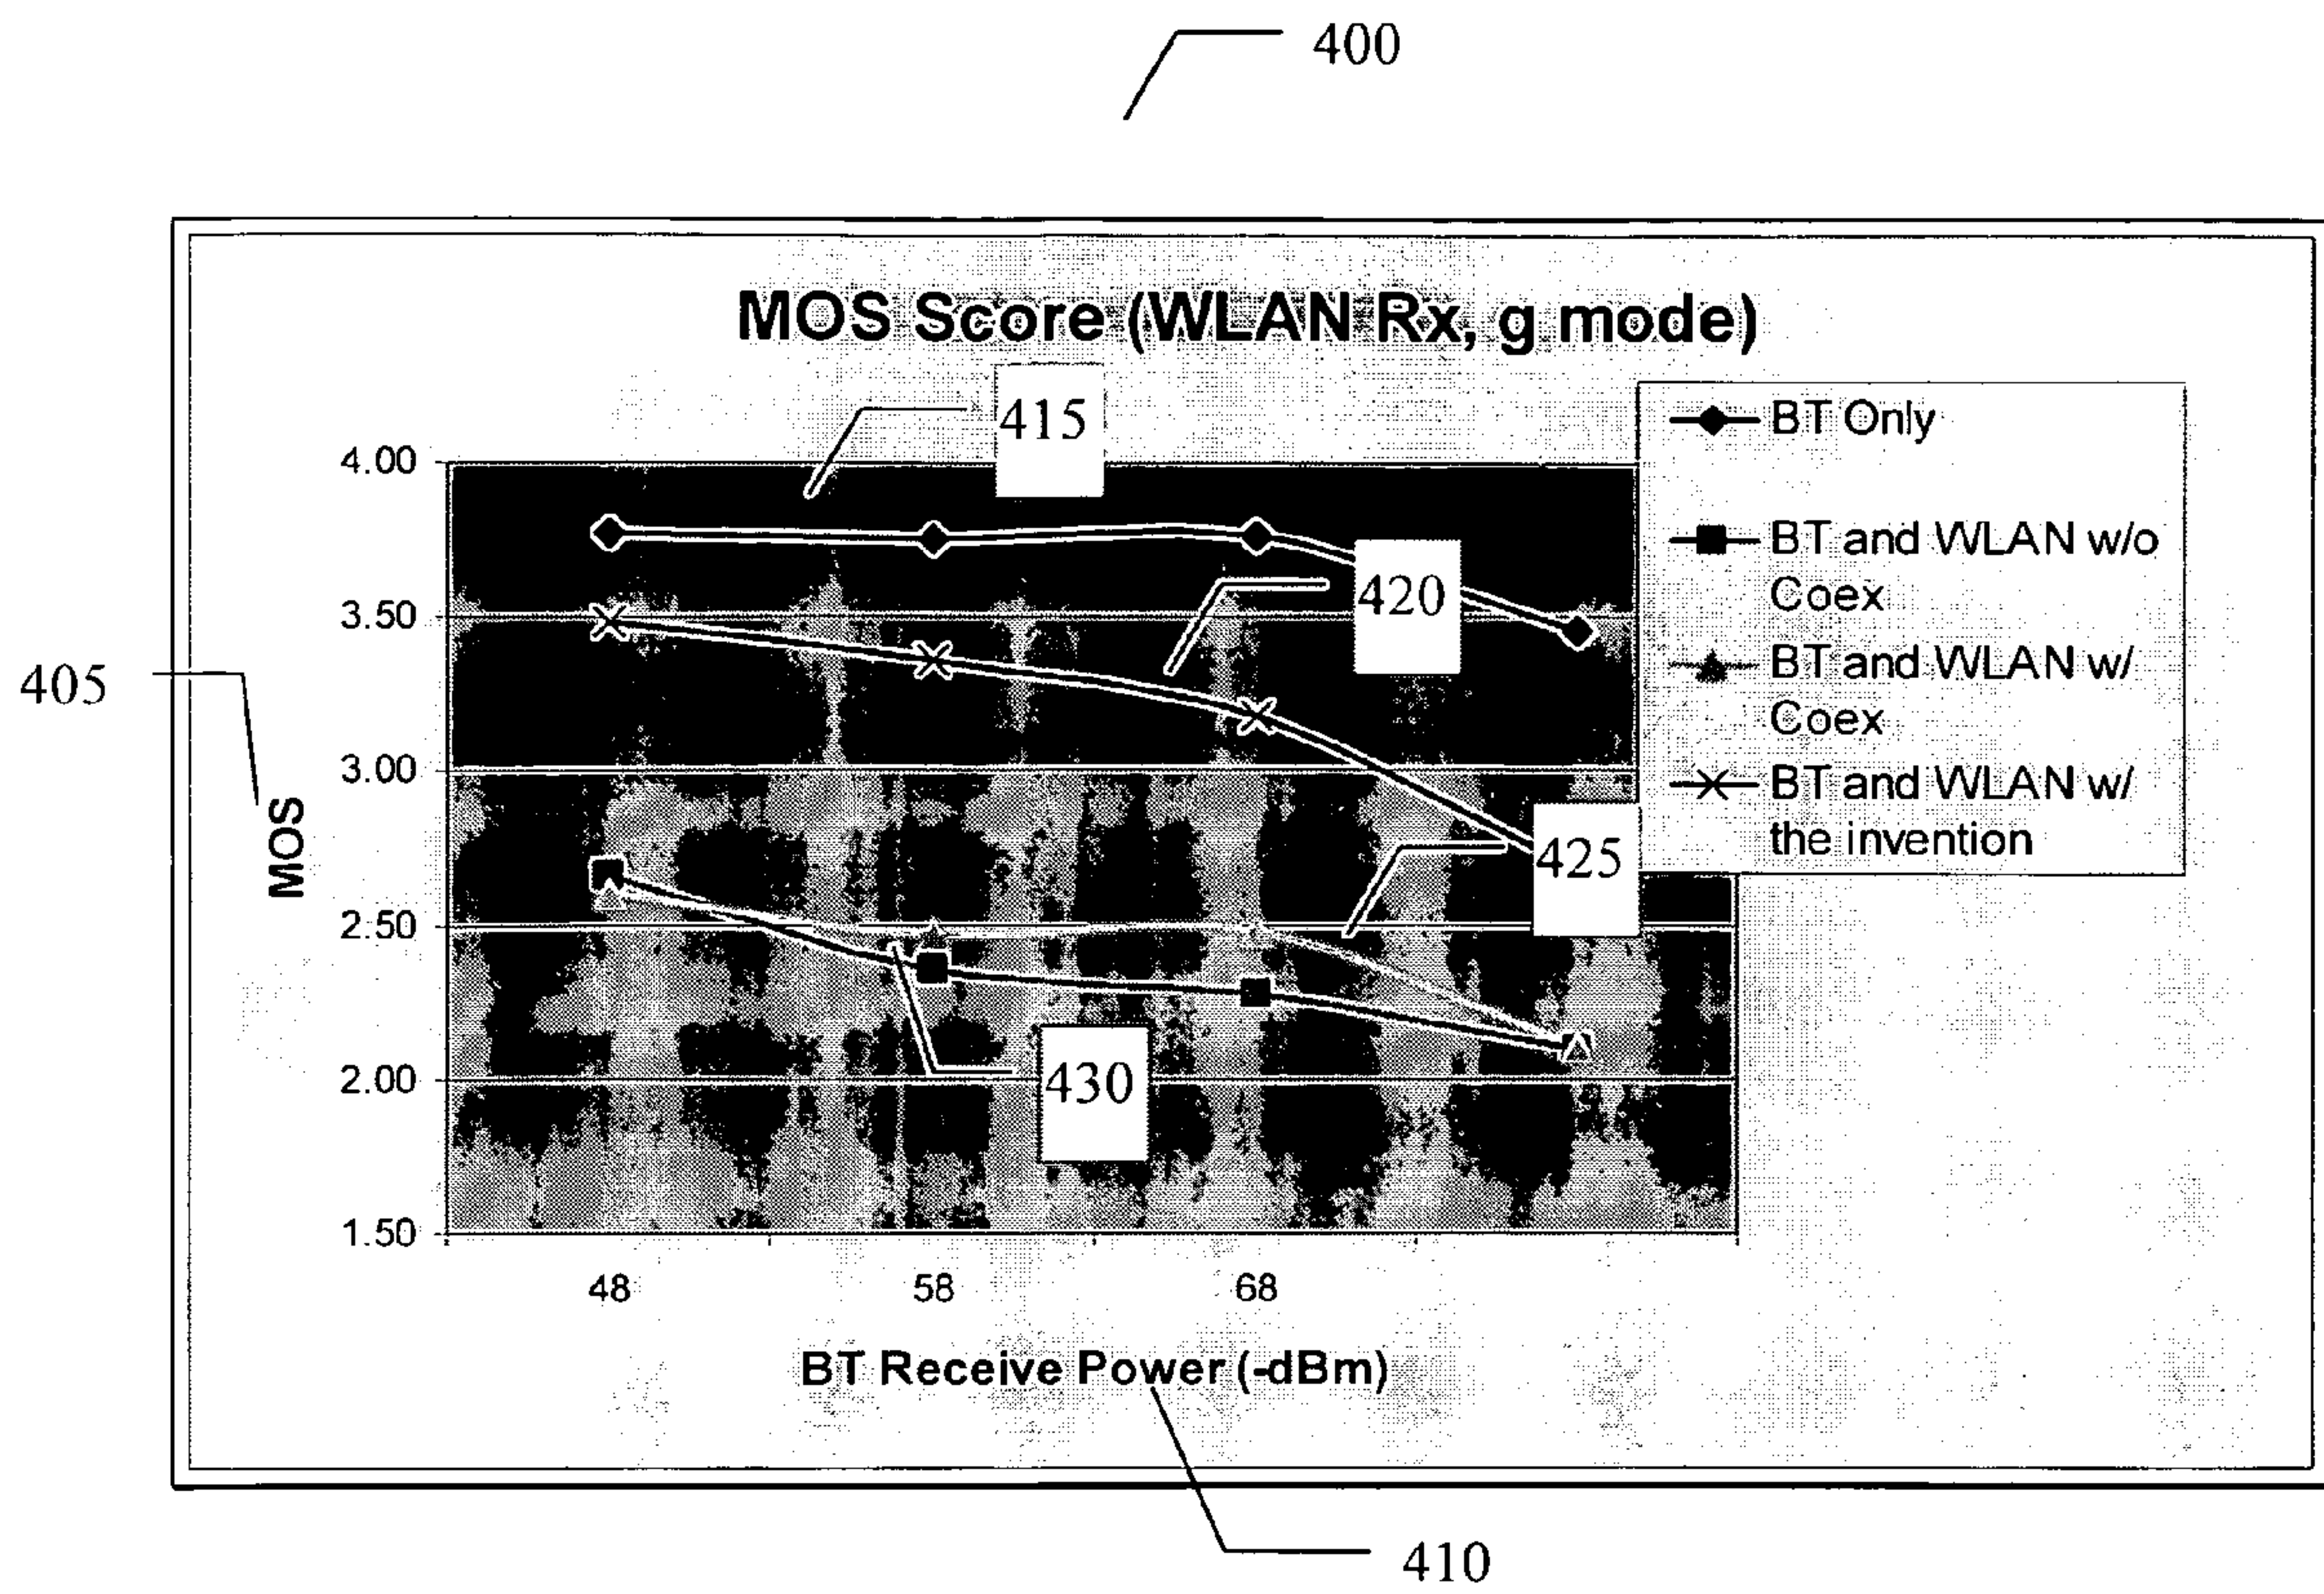 400
MOS Score (WLAN Rx, g mode)
415
BT Only
BT and WLAN w/o
Coex
BT and WLAN w/
Coex
BT and WLAN w/
the invention
4.00
3.50
3.00
2.50
2.00
1.50
420
405
MOS
425
430
48
58
68
BT Receive Power (-dBm)
410